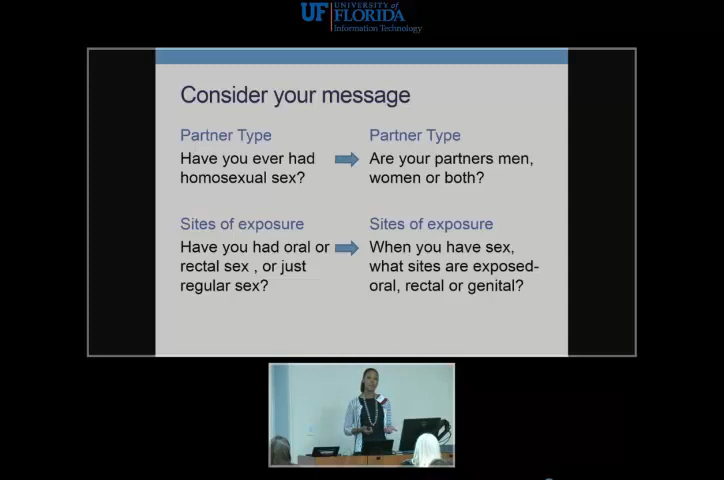 UF UNIVERSITY of
FLORIDA
Information Technology
Consider your message
Partner Type
Have you ever had
homosexual sex?
Partner Type
Are your partners men,
women or both?
Sites of exposure
Have you had oral or
rectal sex , or just
regular sex?
Sites of exposure
When you have sex,
what sites are exposed-
oral, rectal or genital?